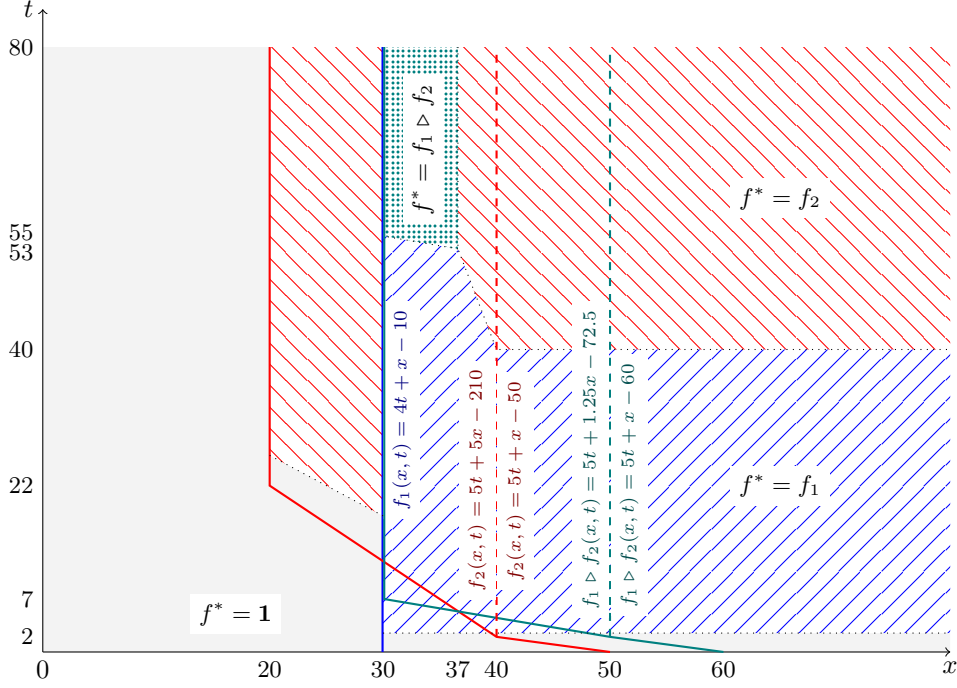 t
80
55
53
40
22
7
2
f* = f₁ ▷ f₂
f* = f₂
f₁(x, t) = 4t + x − 10
f₂(x, t) = 5t + 5x − 210
f₂(x, t) = 5t + x − 50
f₁ ▷ f₂(x, t) = 5t + 1.25x − 72.5
f₁ ▷ f₂(x, t) = 5t + x − 60
f* = f₁
f* = 𝟏
0 20 30 37 40 50 60 x